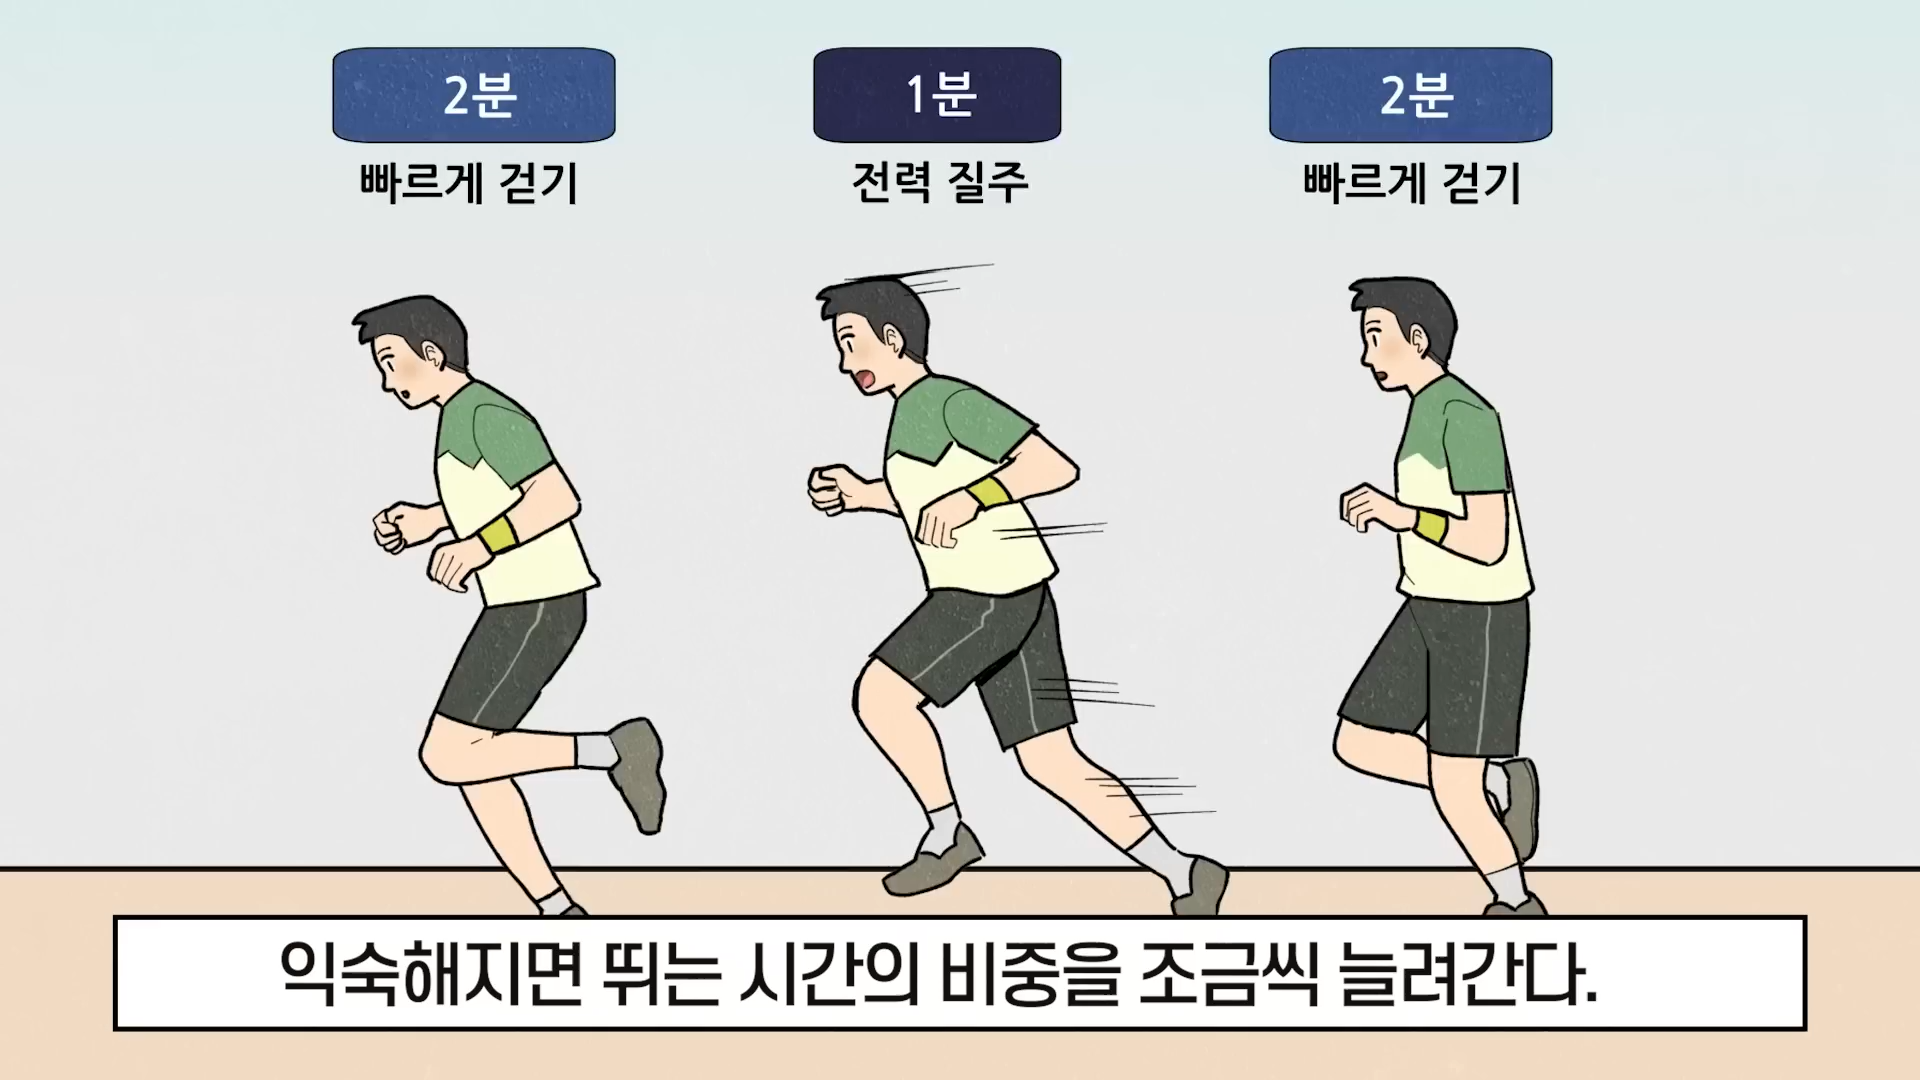 2분
빠르게 걷기
1분
전력 질주
2분
빠르게 걷기
익숙해지면 뛰는 시간의 비중을 조금씩 늘려간다.